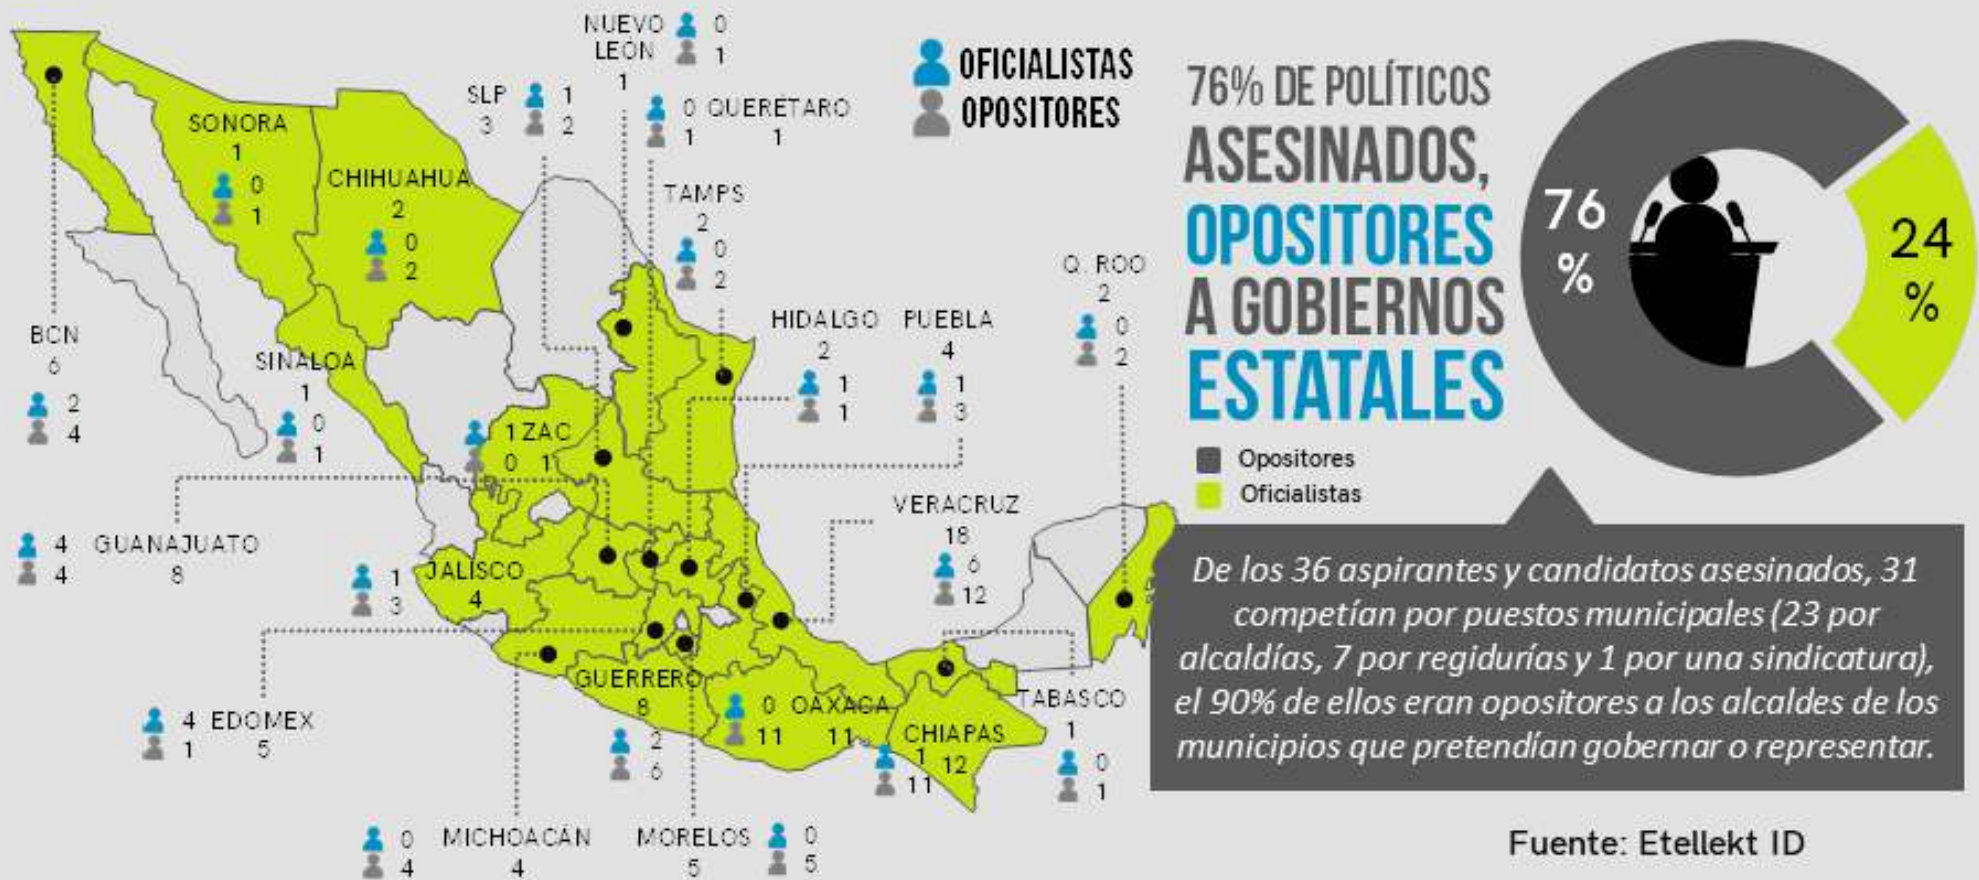 NUEVO
LEÓN
1
0
1
SLP
3
1
2
0 QUERÉTARO
1 1
OFICIALISTAS
OPOSITORES
SONORA
1
0
1
CHIHUAHUA
2
0
2
TAMPS
2
0
2
Q. ROO
2
0
2
BCN
6
2
4
SINALOA
1
0
1
HIDALGO
2
1
1
PUEBLA
4
1
3
1 ZAC
0 1
4 GUANAJUATO
4 8
VERACRUZ
18
6
12
1 JALISCO
3 4
4 EDOMEX
1 5
GUERRERO
8
2
6
0 OAXACA
11 11
CHIAPAS
1 12
11
TABASCO
1
0
1
0 MICHOACÁN
4 4
MORELOS 0
5 5
76% DE POLÍTICOS
ASESINADOS,
OPOSITORES
A GOBIERNOS
ESTATALES
Opositores
Oficialistas
76
%
24
%
De los 36 aspirantes y candidatos asesinados, 31
competían por puestos municipales (23 por
alcaldías, 7 por regidurías y 1 por una sindicatura),
el 90% de ellos eran opositores a los alcaldes de los
municipios que pretendían gobernar o representar.
Fuente: Etellekt ID